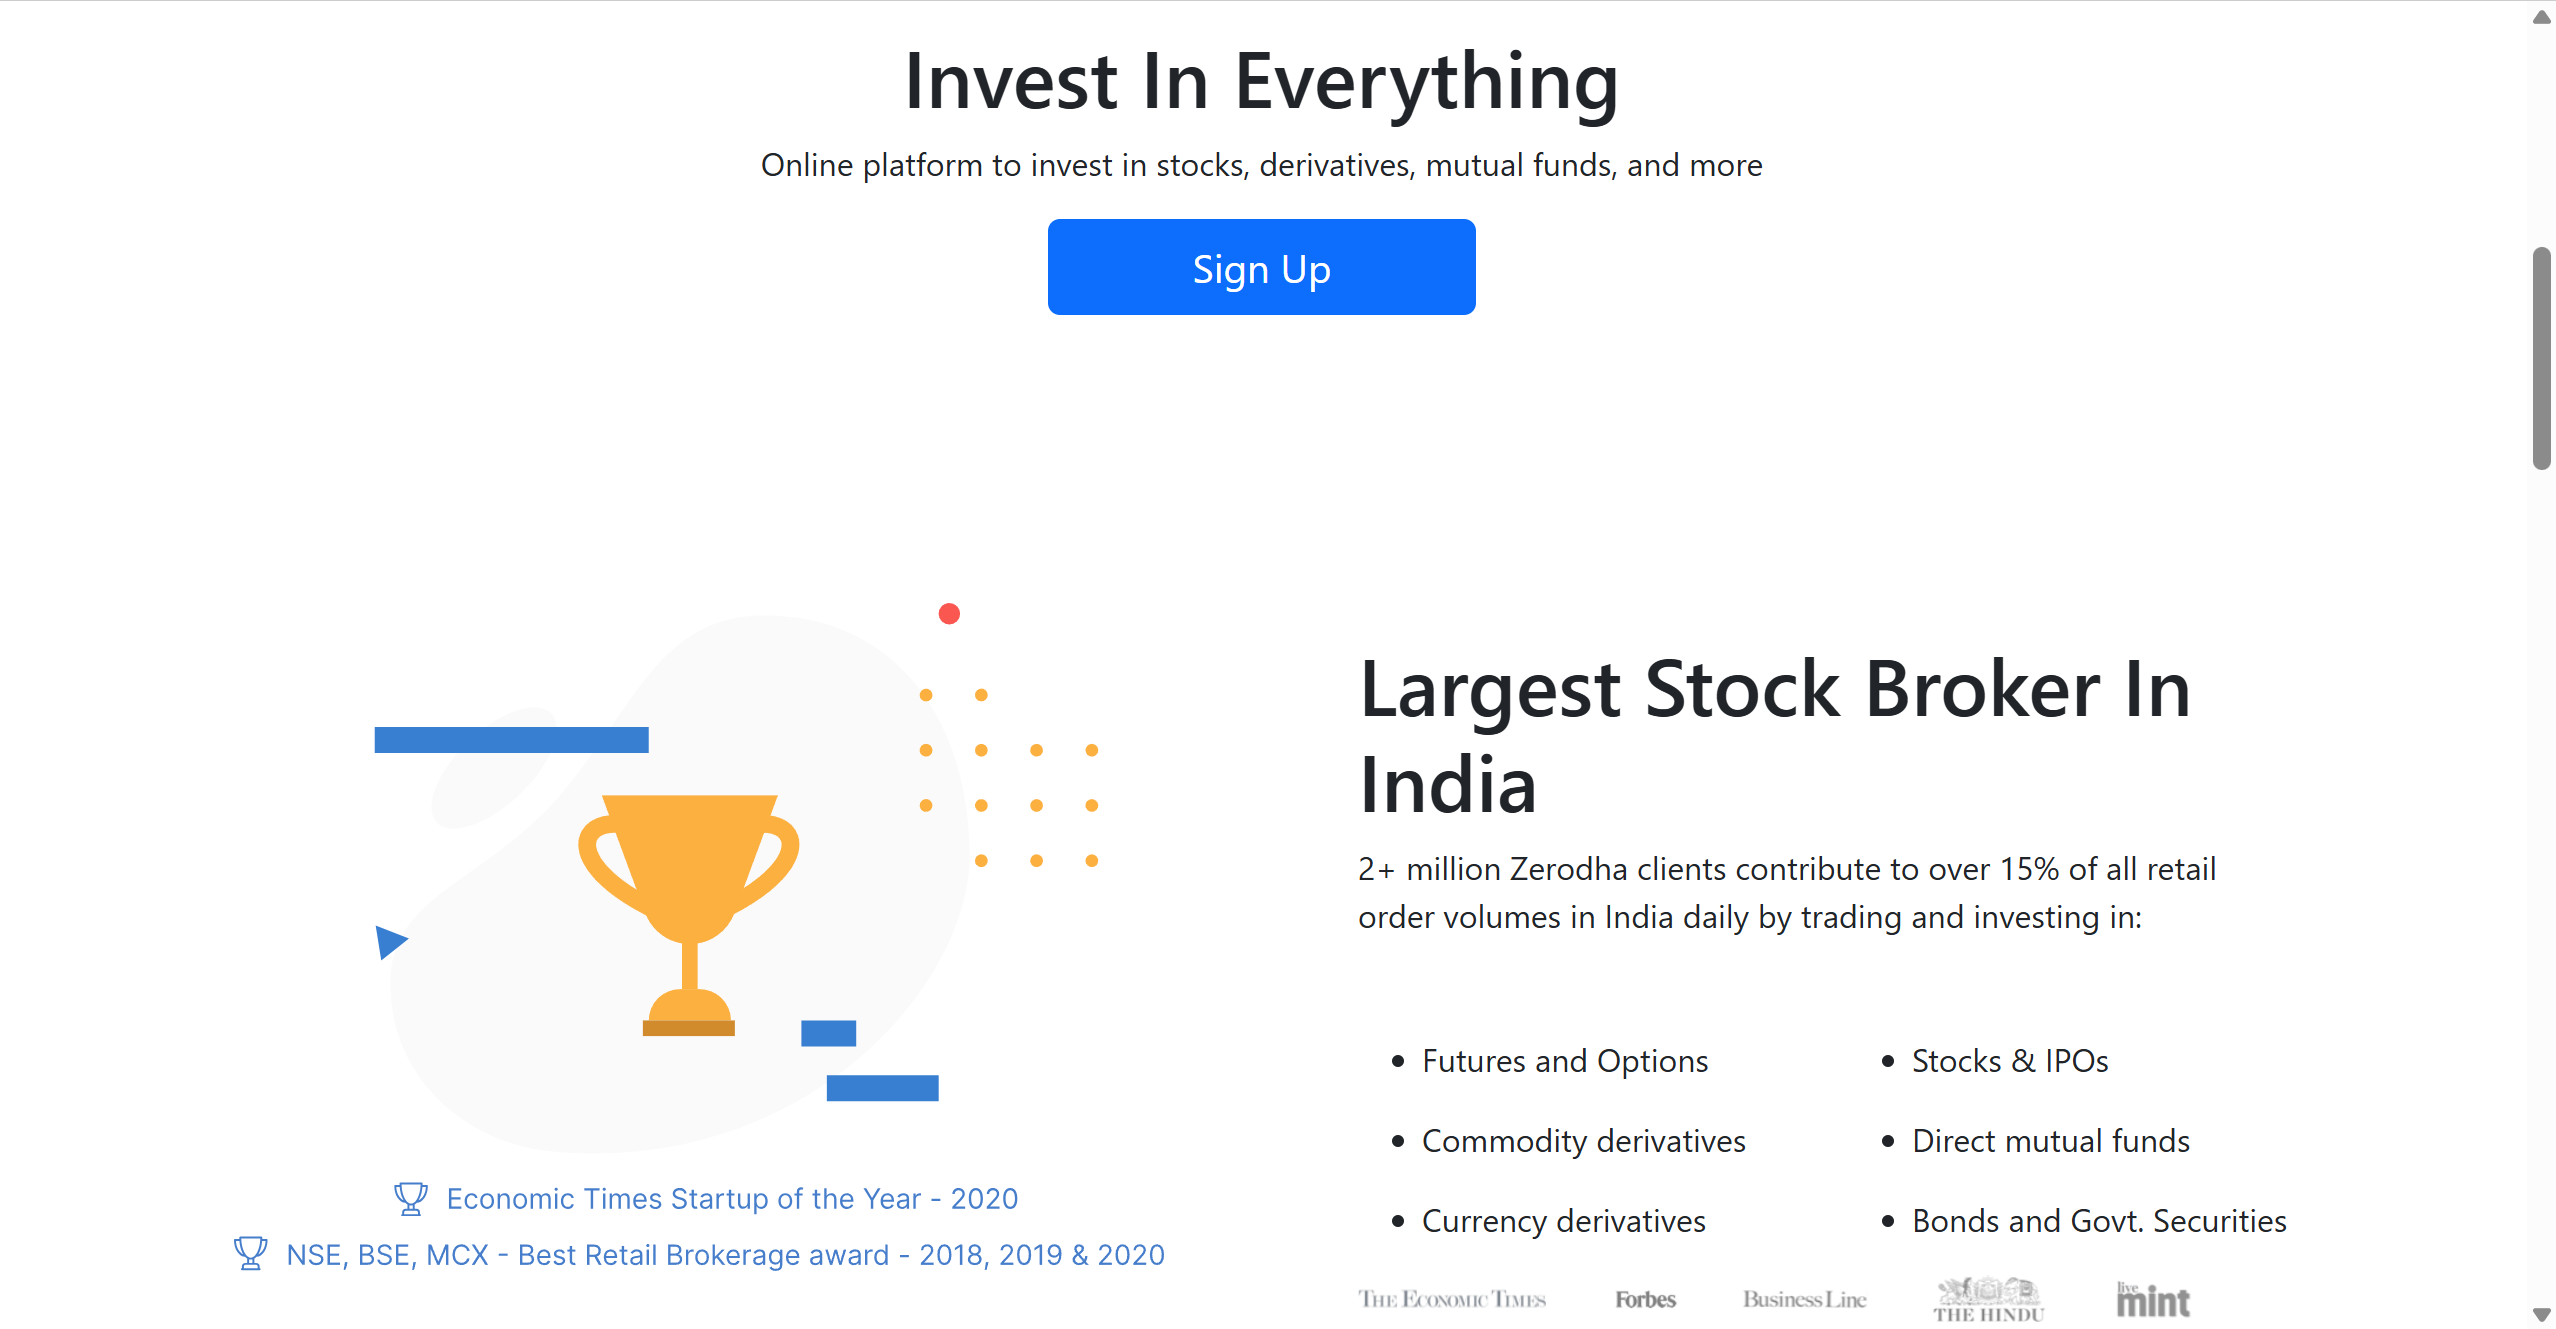 Invest In Everything
Online platform to invest in stocks, derivatives, mutual funds, and more
Sign Up
Largest Stock Broker In
India
2+ million Zerodha clients contribute to over 15% of all retail
order volumes in India daily by trading and investing in:
Futures and Options
Stocks & IPOs
Commodity derivatives
Direct mutual funds
Currency derivatives
Bonds and Govt. Securities
Economic Times Startup of the Year - 2020
NSE, BSE, MCX - Best Retail Brokerage award - 2018, 2019 & 2020
THE ECONOMIC TIMES
Forbes
BusinessLine
THE HINDU
live
mint